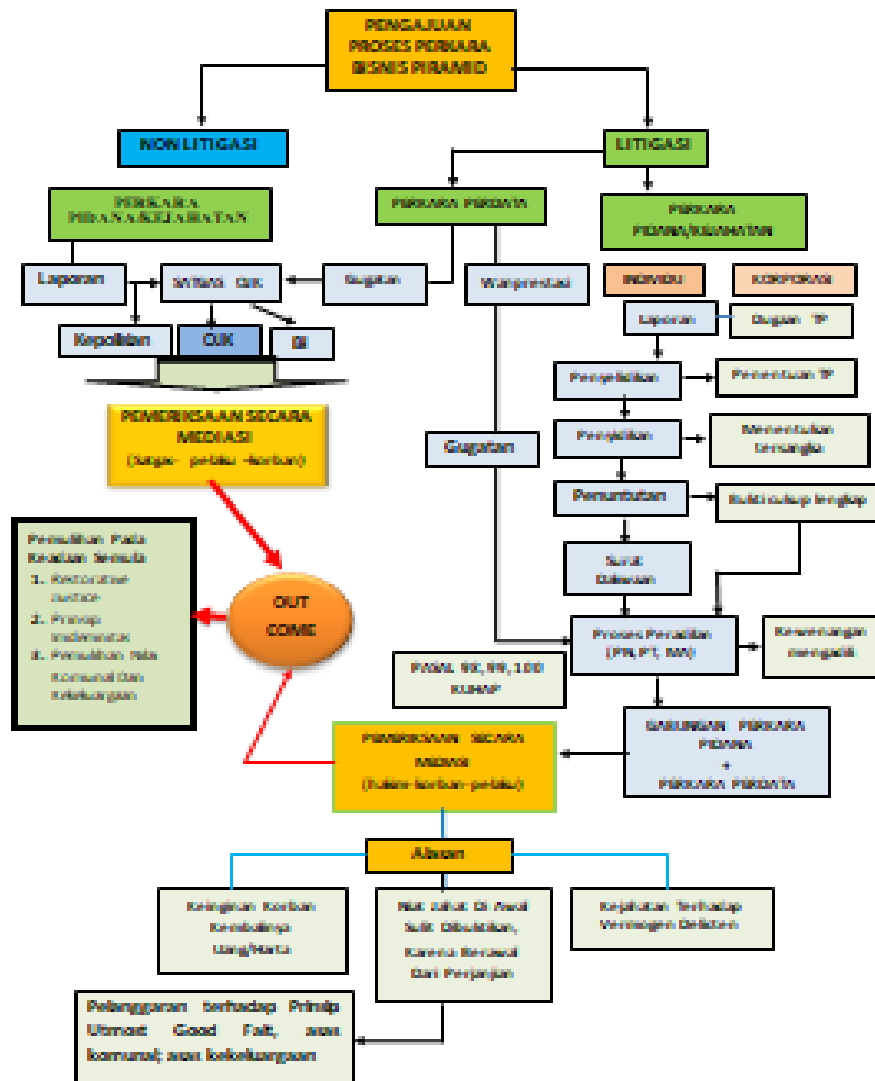 PENGAJUAN
PROSES PERKARA
BISNIS PIRAMID
NON LITIGASI
LITIGASI
PERKARA
PIDANA/KEJAHATAN
PERKARA PERDATA
PERKARA
PIDANA/KEJAHATAN
Laporan
SATGAS OJK
Gugatan
Wanprestasi
INDIVIDU
KORPORASI
Laporan
Dugaan TP
Kepolisian
OJK
BI
Penyelidikan
Penentuan TP
PEMERIKSAAN SECARA
MEDIASI
(Satgas- pelaku -korban)
Gugatan
Penyidikan
Menentukan
tersangka
Penuntutan
Bukti cukup lengkap
Pemulihan Pada
Keadaan Semula
1. Restorative
Justice
2. Prinsip
Indemnitas
3. Pemulihan Nilai
Komunal Dan
Kekeluargaan
OUT
COME
Surat
Dakwaan
Proses Peradilan
(PN, PT, MA)
Kewenangan
mengadili
PASAL 98, 99, 100
KUHAP
GABUNGAN PERKARA
PIDANA
+
PERKARA PERDATA
PEMERIKSAAN SECARA
MEDIASI
(hakim-korban-pelaku)
Alasan
Keinginan Korban
Kembalinya
Uang/Harta
Niat Jahat Di Awal
Sulit Dibuktikan,
Karena Berawal
Dari Perjanjian
Kejahatan Terhadap
Vermogen Delicten
Pelanggaran terhadap Prinsip
Utmost Good Fait, asas
komunal; asas kekeluargaan